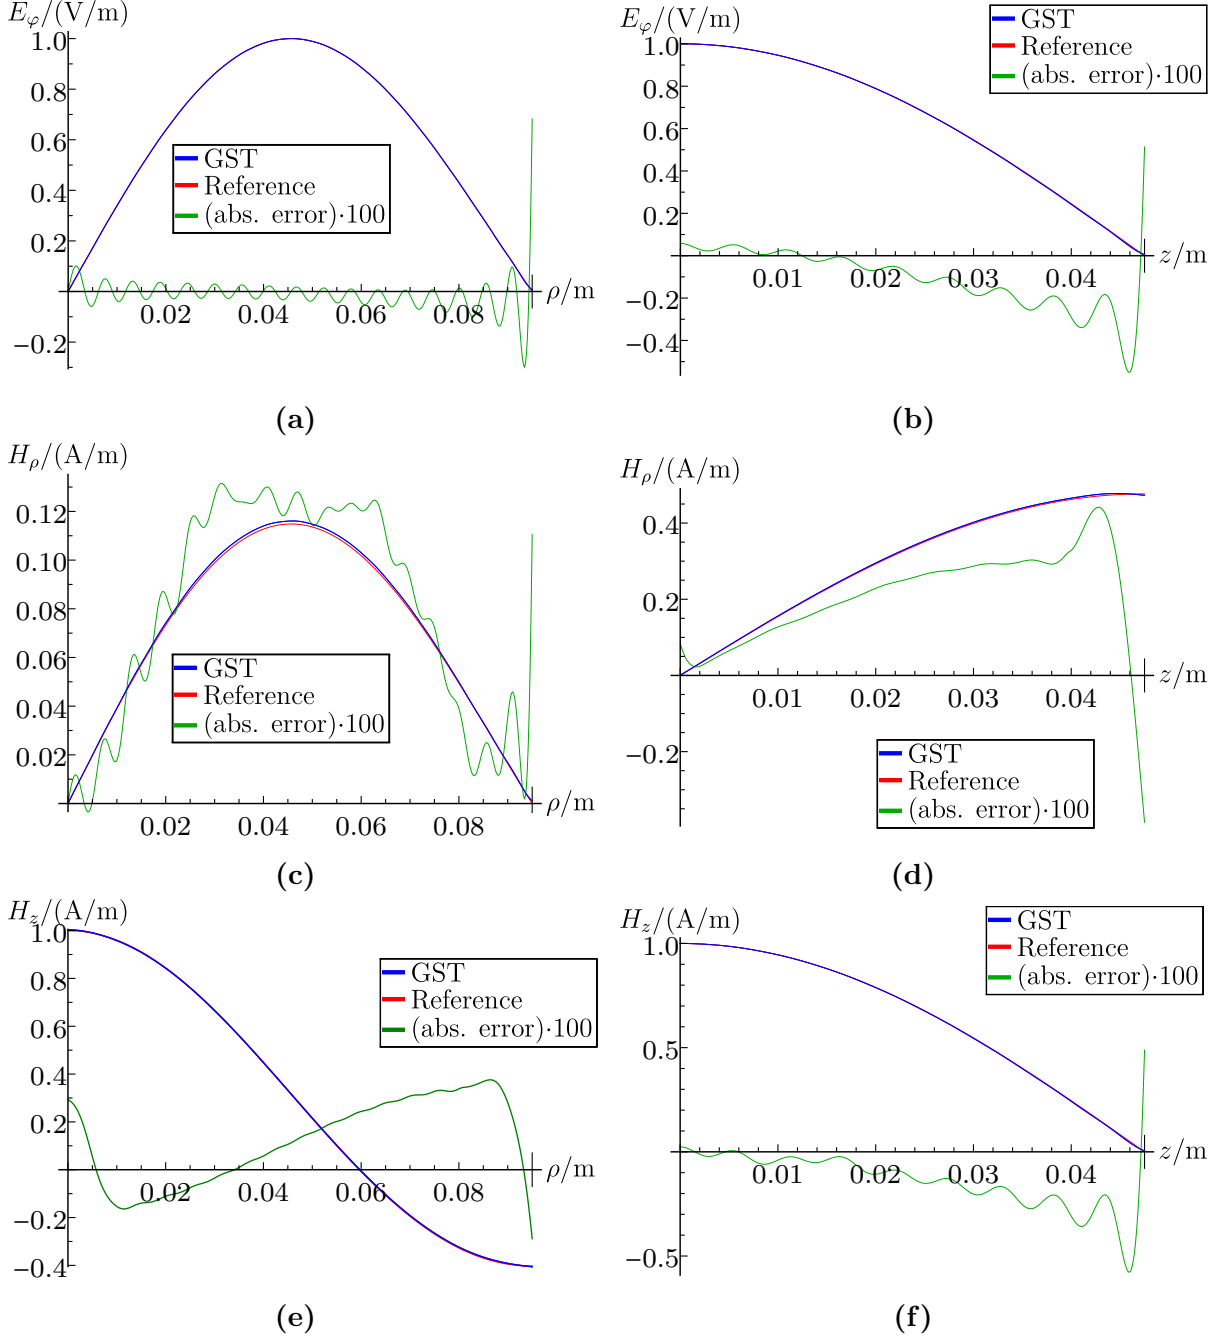 E_φ/(V/m)
1.0
0.8
0.6
0.4
0.2
−0.2
0.02 0.04 0.06 0.08
ρ/m
GST
Reference
(abs. error)·100
(a)
E_φ/(V/m)
1.0
0.8
0.6
0.4
0.2
−0.2
−0.4
0.01 0.02 0.03 0.04
z/m
GST
Reference
(abs. error)·100
(b)
H_ρ/(A/m)
0.12
0.10
0.08
0.06
0.04
0.02
0.02 0.04 0.06 0.08
ρ/m
GST
Reference
(abs. error)·100
(c)
H_ρ/(A/m)
0.4
0.2
−0.2
0.01 0.02 0.03 0.04
z/m
GST
Reference
(abs. error)·100
(d)
H_z/(A/m)
1.0
0.8
0.6
0.4
0.2
−0.2
−0.4
0.02 0.04 0.06 0.08
ρ/m
GST
Reference
(abs. error)·100
(e)
H_z/(A/m)
1.0
0.5
−0.5
0.01 0.02 0.03 0.04
z/m
GST
Reference
(abs. error)·100
(f)